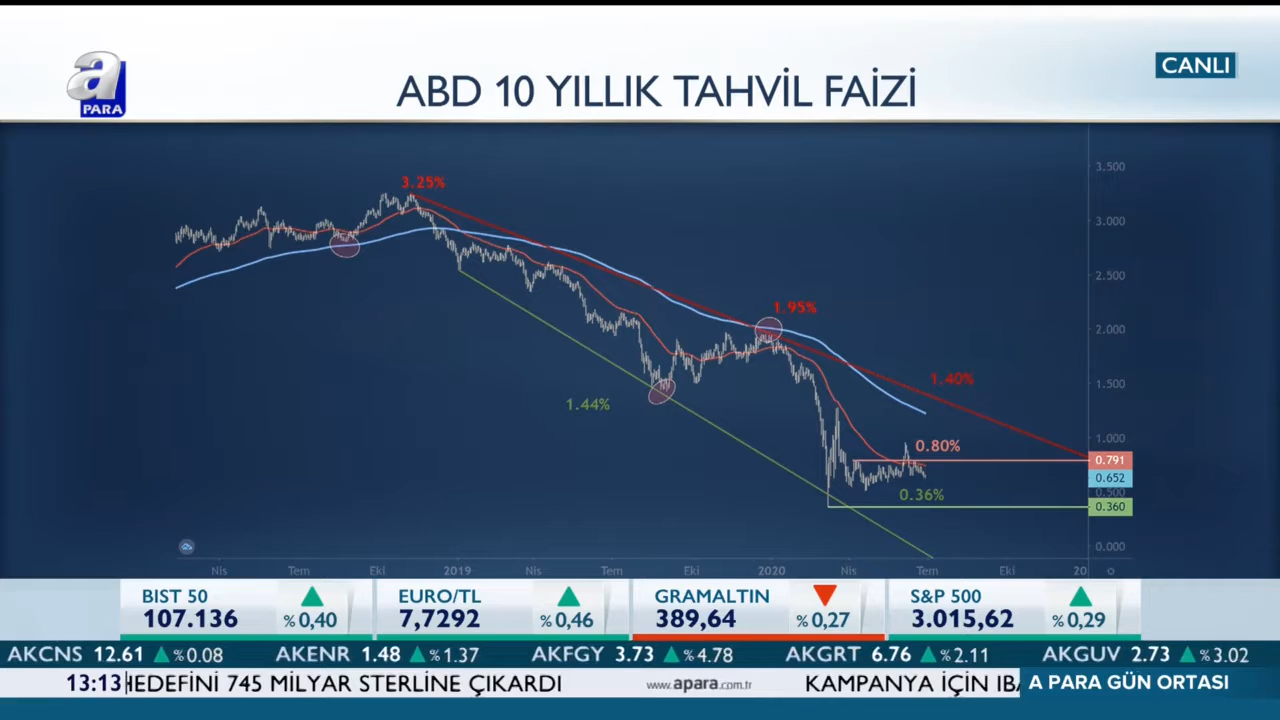 a
PARA
ABD 10 YILLIK TAHVİL FAİZİ
CANLI
3.500
3.25%
3.000
2.500
1.95%
2.000
1.40%
1.500
1.44%
1.000
0.80%
0.791
0.652
0.500
0.36%
0.360
0.000
Nis Tem Eki 2019 Nis Tem Eki 2020 Nis Tem Eki 20
BIST 50 EURO/TL GRAMALTIN S&P 500
107.136 %0,40 7,7292 %0,46 389,64 %0,27 3.015,62 %0,29
AKCNS 12.61 %0.08 AKENR 1.48 %1.37 AKFGY 3.73 %4.78 AKGRT 6.76 %2.11 AKGUV 2.73 %3.02
13:13 HEDEFİNİ 745 MİLYAR STERLİNE ÇIKARDI www.apara.com.tr KAMPANYA İÇİN A PARA GÜN ORTASI